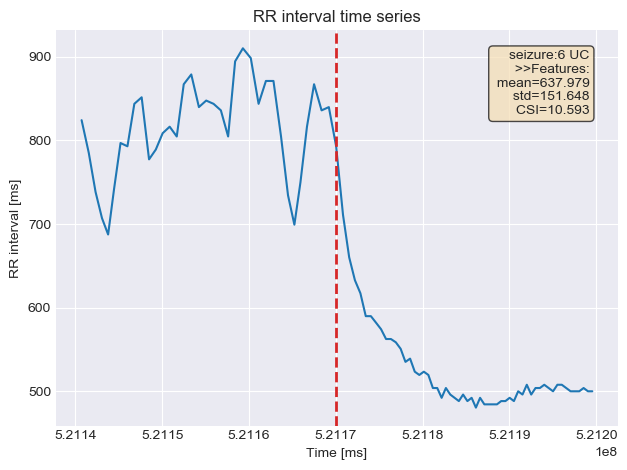 RR interval time series
seizure:6 UC
>>Features:
mean=637.979
std=151.648
CSI=10.593
RR interval [ms]
900
800
700
600
500
5.2114 5.2115 5.2116 5.2117 5.2118 5.2119 5.2120
1e8
Time [ms]